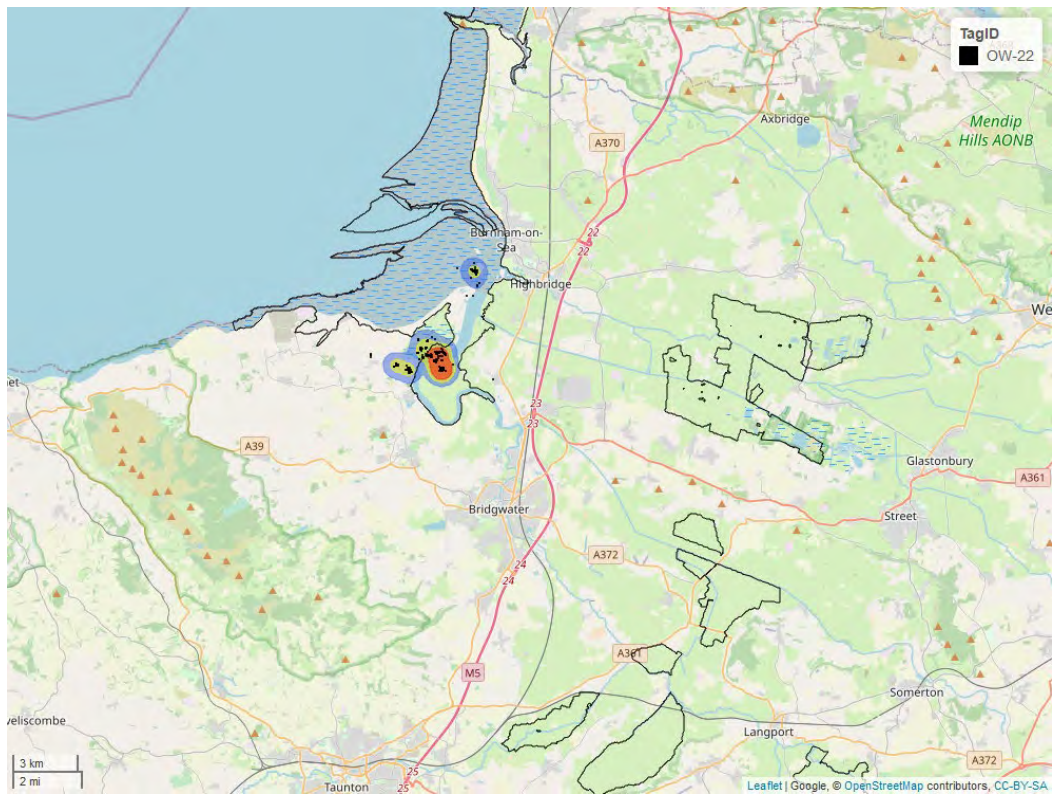 TagID
OW-22
Axbridge
Mendip
Hills AONB
A370
22
22
Burnham-on-
Sea
Highbridge
We
et
23
23
A39
Glastonbury
A361
Bridgwater
Street
A372
24
24
A361
M5
Somerton
veliscombe
Langport
A372
3 km
2 mi
25
25
Taunton
Leaflet | Google, © OpenStreetMap contributors, CC-BY-SA